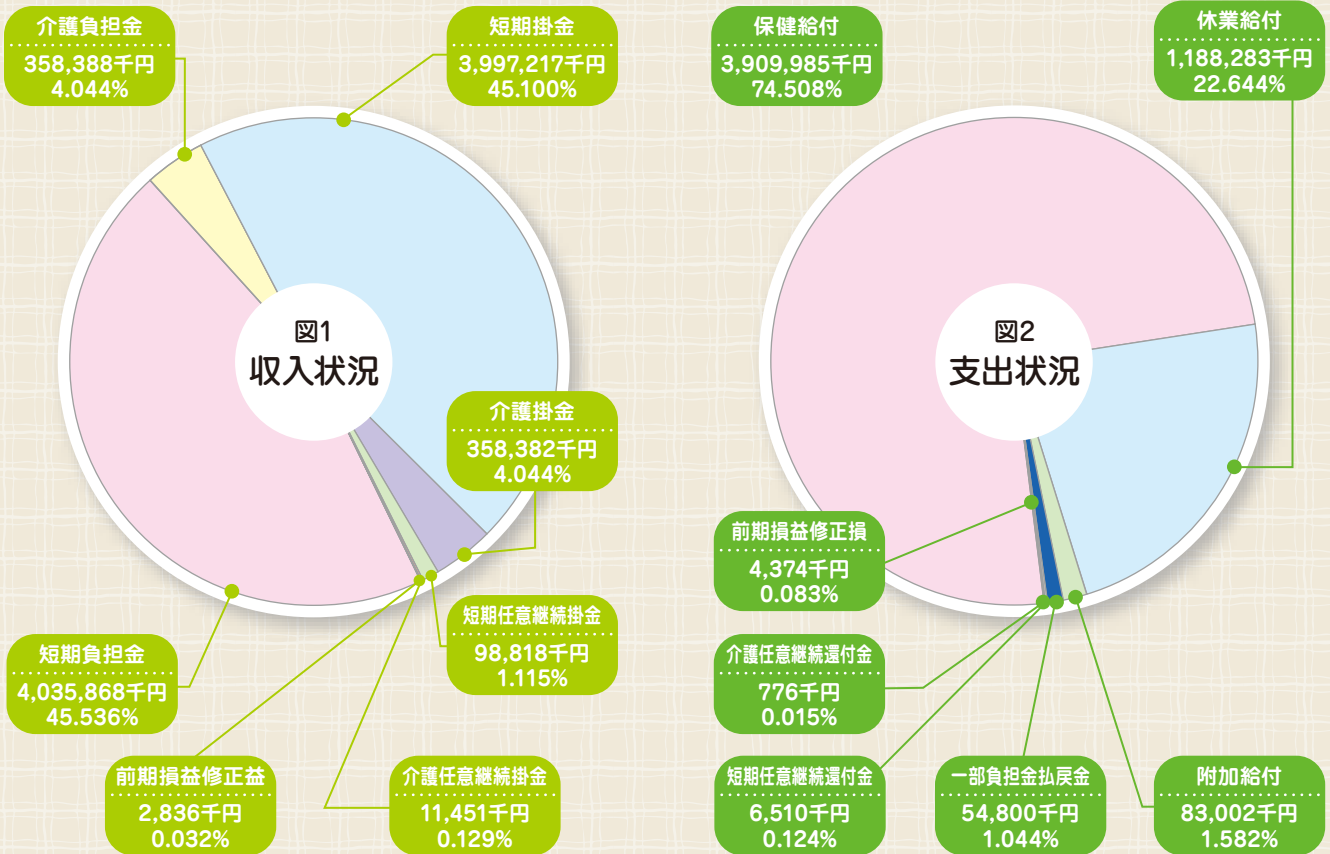 介護負担金
358,388千円
4.044%
短期掛金
3,997,217千円
45.100%
図1
収入状況
介護掛金
358,382千円
4.044%
短期任意継続掛金
98,818千円
1.115%
短期負担金
4,035,868千円
45.536%
前期損益修正益
2,836千円
0.032%
介護任意継続掛金
11,451千円
0.129%
保健給付
3,909,985千円
74.508%
休業給付
1,188,283千円
22.644%
図2
支出状況
前期損益修正損
4,374千円
0.083%
介護任意継続還付金
776千円
0.015%
短期任意継続還付金
6,510千円
0.124%
一部負担金払戻金
54,800千円
1.044%
附加給付
83,002千円
1.582%